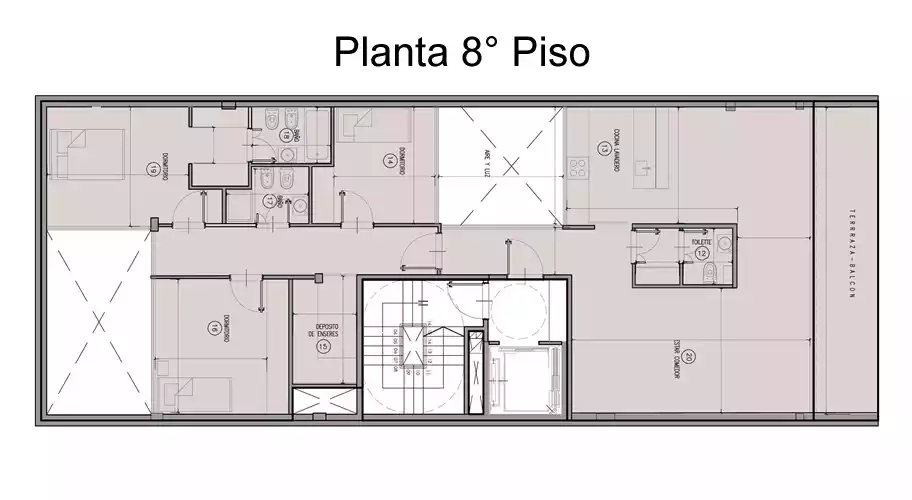 Planta 8° Piso
DORMITORIO
19
BAÑO
18
BAÑO
17
DORMITORIO
14
AIRE Y LUZ
COCINA LAVADERO
13
TOILETTE
12
TERRRAZA-BALCON
DORMITORIO
16
DEPOSITO
DE ENSERES
15
ESTAR COMEDOR
20